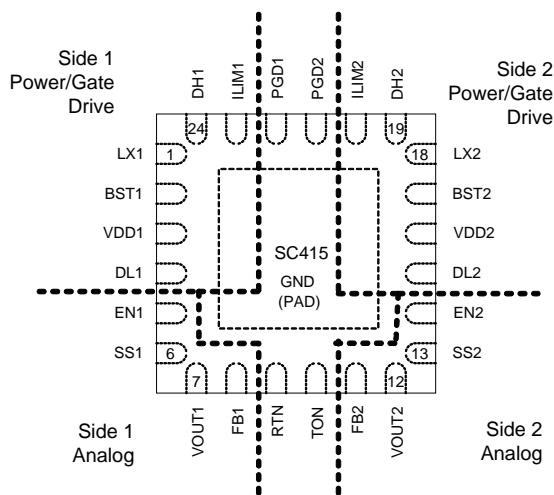 Side 1
Power/Gate
Drive
DH1
ILIM1
PGD1
PGD2
ILIM2
DH2
Side 2
Power/Gate
Drive
24
19
LX1
1
18
LX2
BST1
BST2
VDD1
VDD2
SC415
GND
(PAD)
DL1
DL2
EN1
EN2
SS1
6
13
SS2
7
12
VOUT1
FB1
RTN
TON
FB2
VOUT2
Side 1
Analog
Side 2
Analog